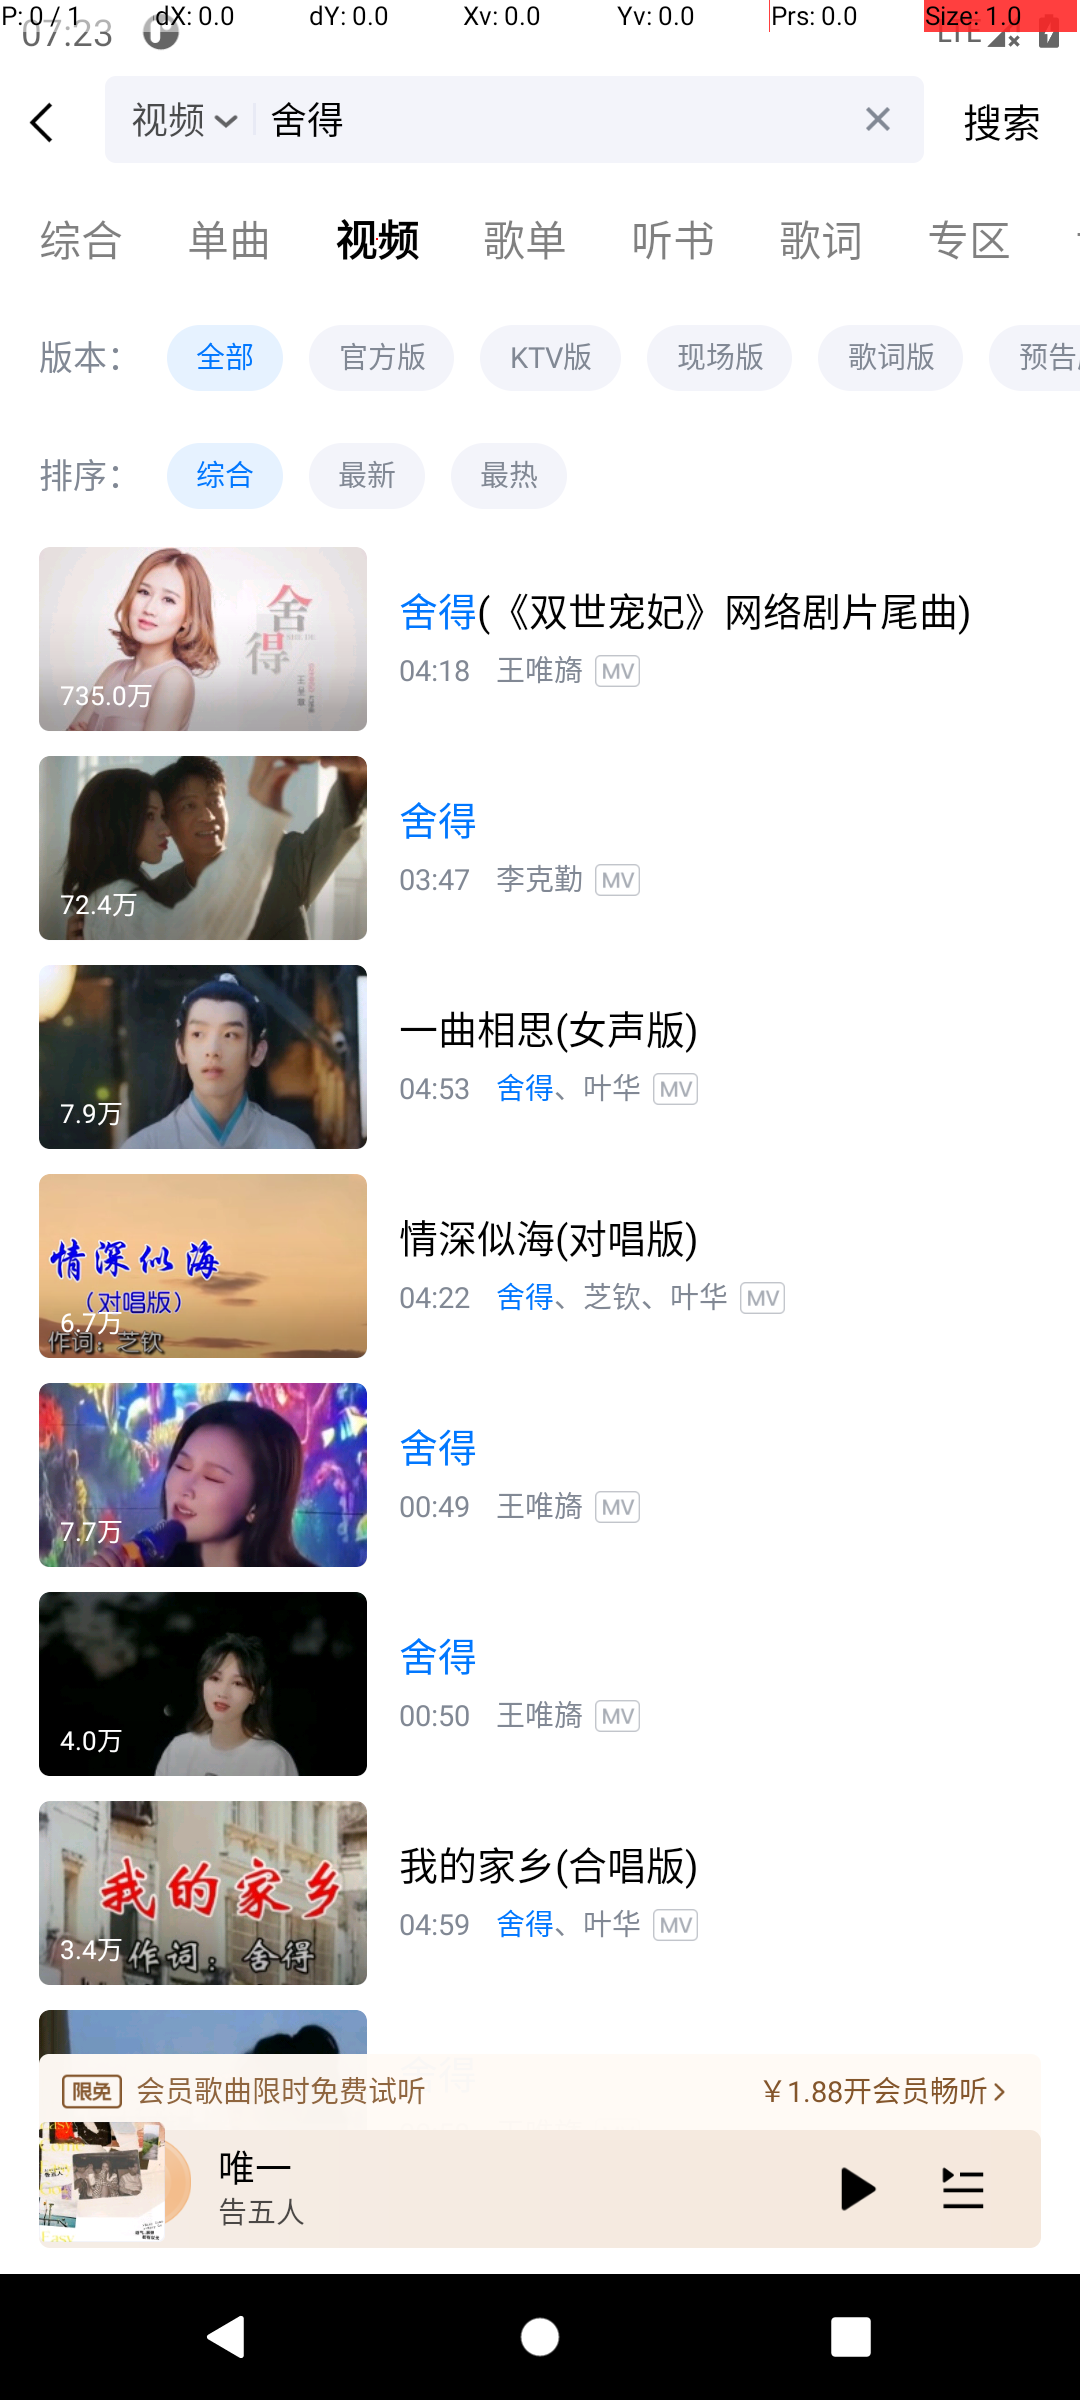 P: 0 / 1 dX: 0.0 dY: 0.0 Xv: 0.0 Yv: 0.0 Prs: 0.0 Size: 1.0
07:23 LTE
视频 舍得 搜索
综合 单曲 视频 歌单 听书 歌词 专区
版本: 全部 官方版 KTV版 现场版 歌词版 预告
排序: 综合 最新 最热
舍得
735.0万
舍得(《双世宠妃》网络剧片尾曲)
04:18 王唯旖 MV
72.4万
舍得
03:47 李克勤 MV
7.9万
一曲相思(女声版)
04:53 舍得、叶华 MV
情深似海
(对唱版)
6.7万
作词: 芝钦
情深似海(对唱版)
04:22 舍得、芝钦、叶华 MV
7.7万
舍得
00:49 王唯旖 MV
4.0万
舍得
00:50 王唯旖 MV
我的家乡
3.4万
作词: 舍得
我的家乡(合唱版)
04:59 舍得、叶华 MV
舍得
限免 会员歌曲限时免费试听 ￥1.88开会员畅听
唯一
告五人